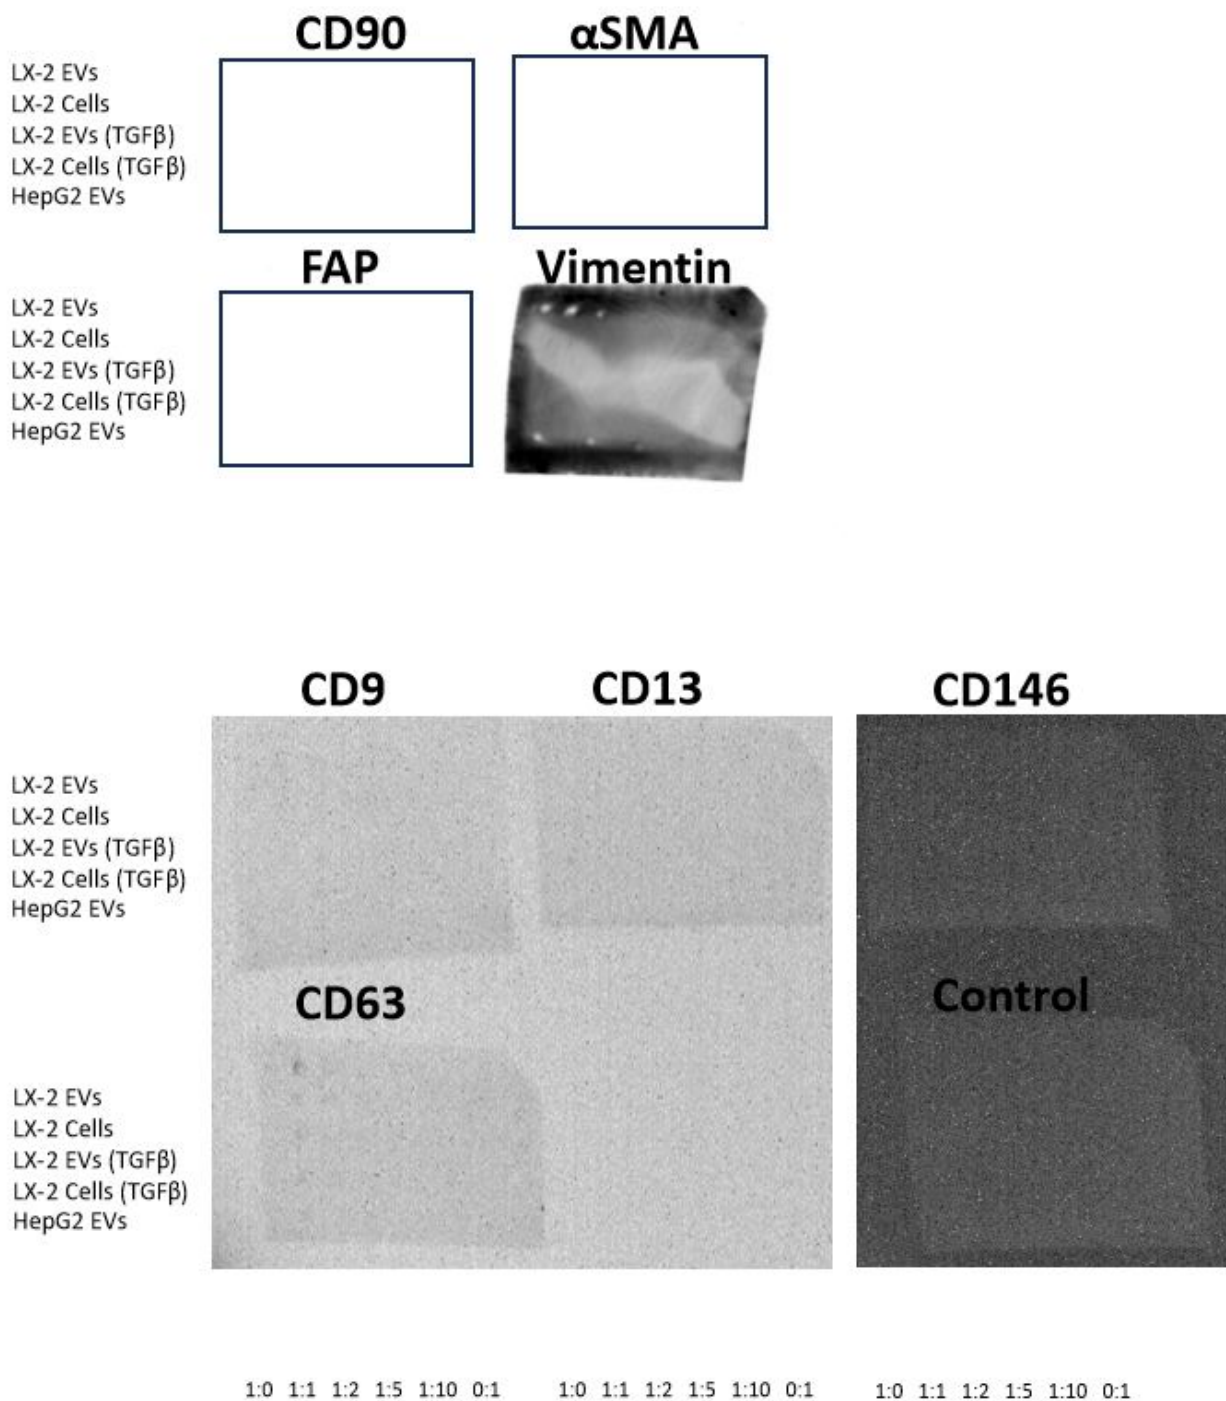 CD90 αSMA
LX-2 EVs
LX-2 Cells
LX-2 EVs (TGFβ)
LX-2 Cells (TGFβ)
HepG2 EVs
FAP Vimentin
LX-2 EVs
LX-2 Cells
LX-2 EVs (TGFβ)
LX-2 Cells (TGFβ)
HepG2 EVs
CD9 CD13 CD146
LX-2 EVs
LX-2 Cells
LX-2 EVs (TGFβ)
LX-2 Cells (TGFβ)
HepG2 EVs
CD63 Control
LX-2 EVs
LX-2 Cells
LX-2 EVs (TGFβ)
LX-2 Cells (TGFβ)
HepG2 EVs
1:0 1:1 1:2 1:5 1:10 0:1 1:0 1:1 1:2 1:5 1:10 0:1 1:0 1:1 1:2 1:5 1:10 0:1